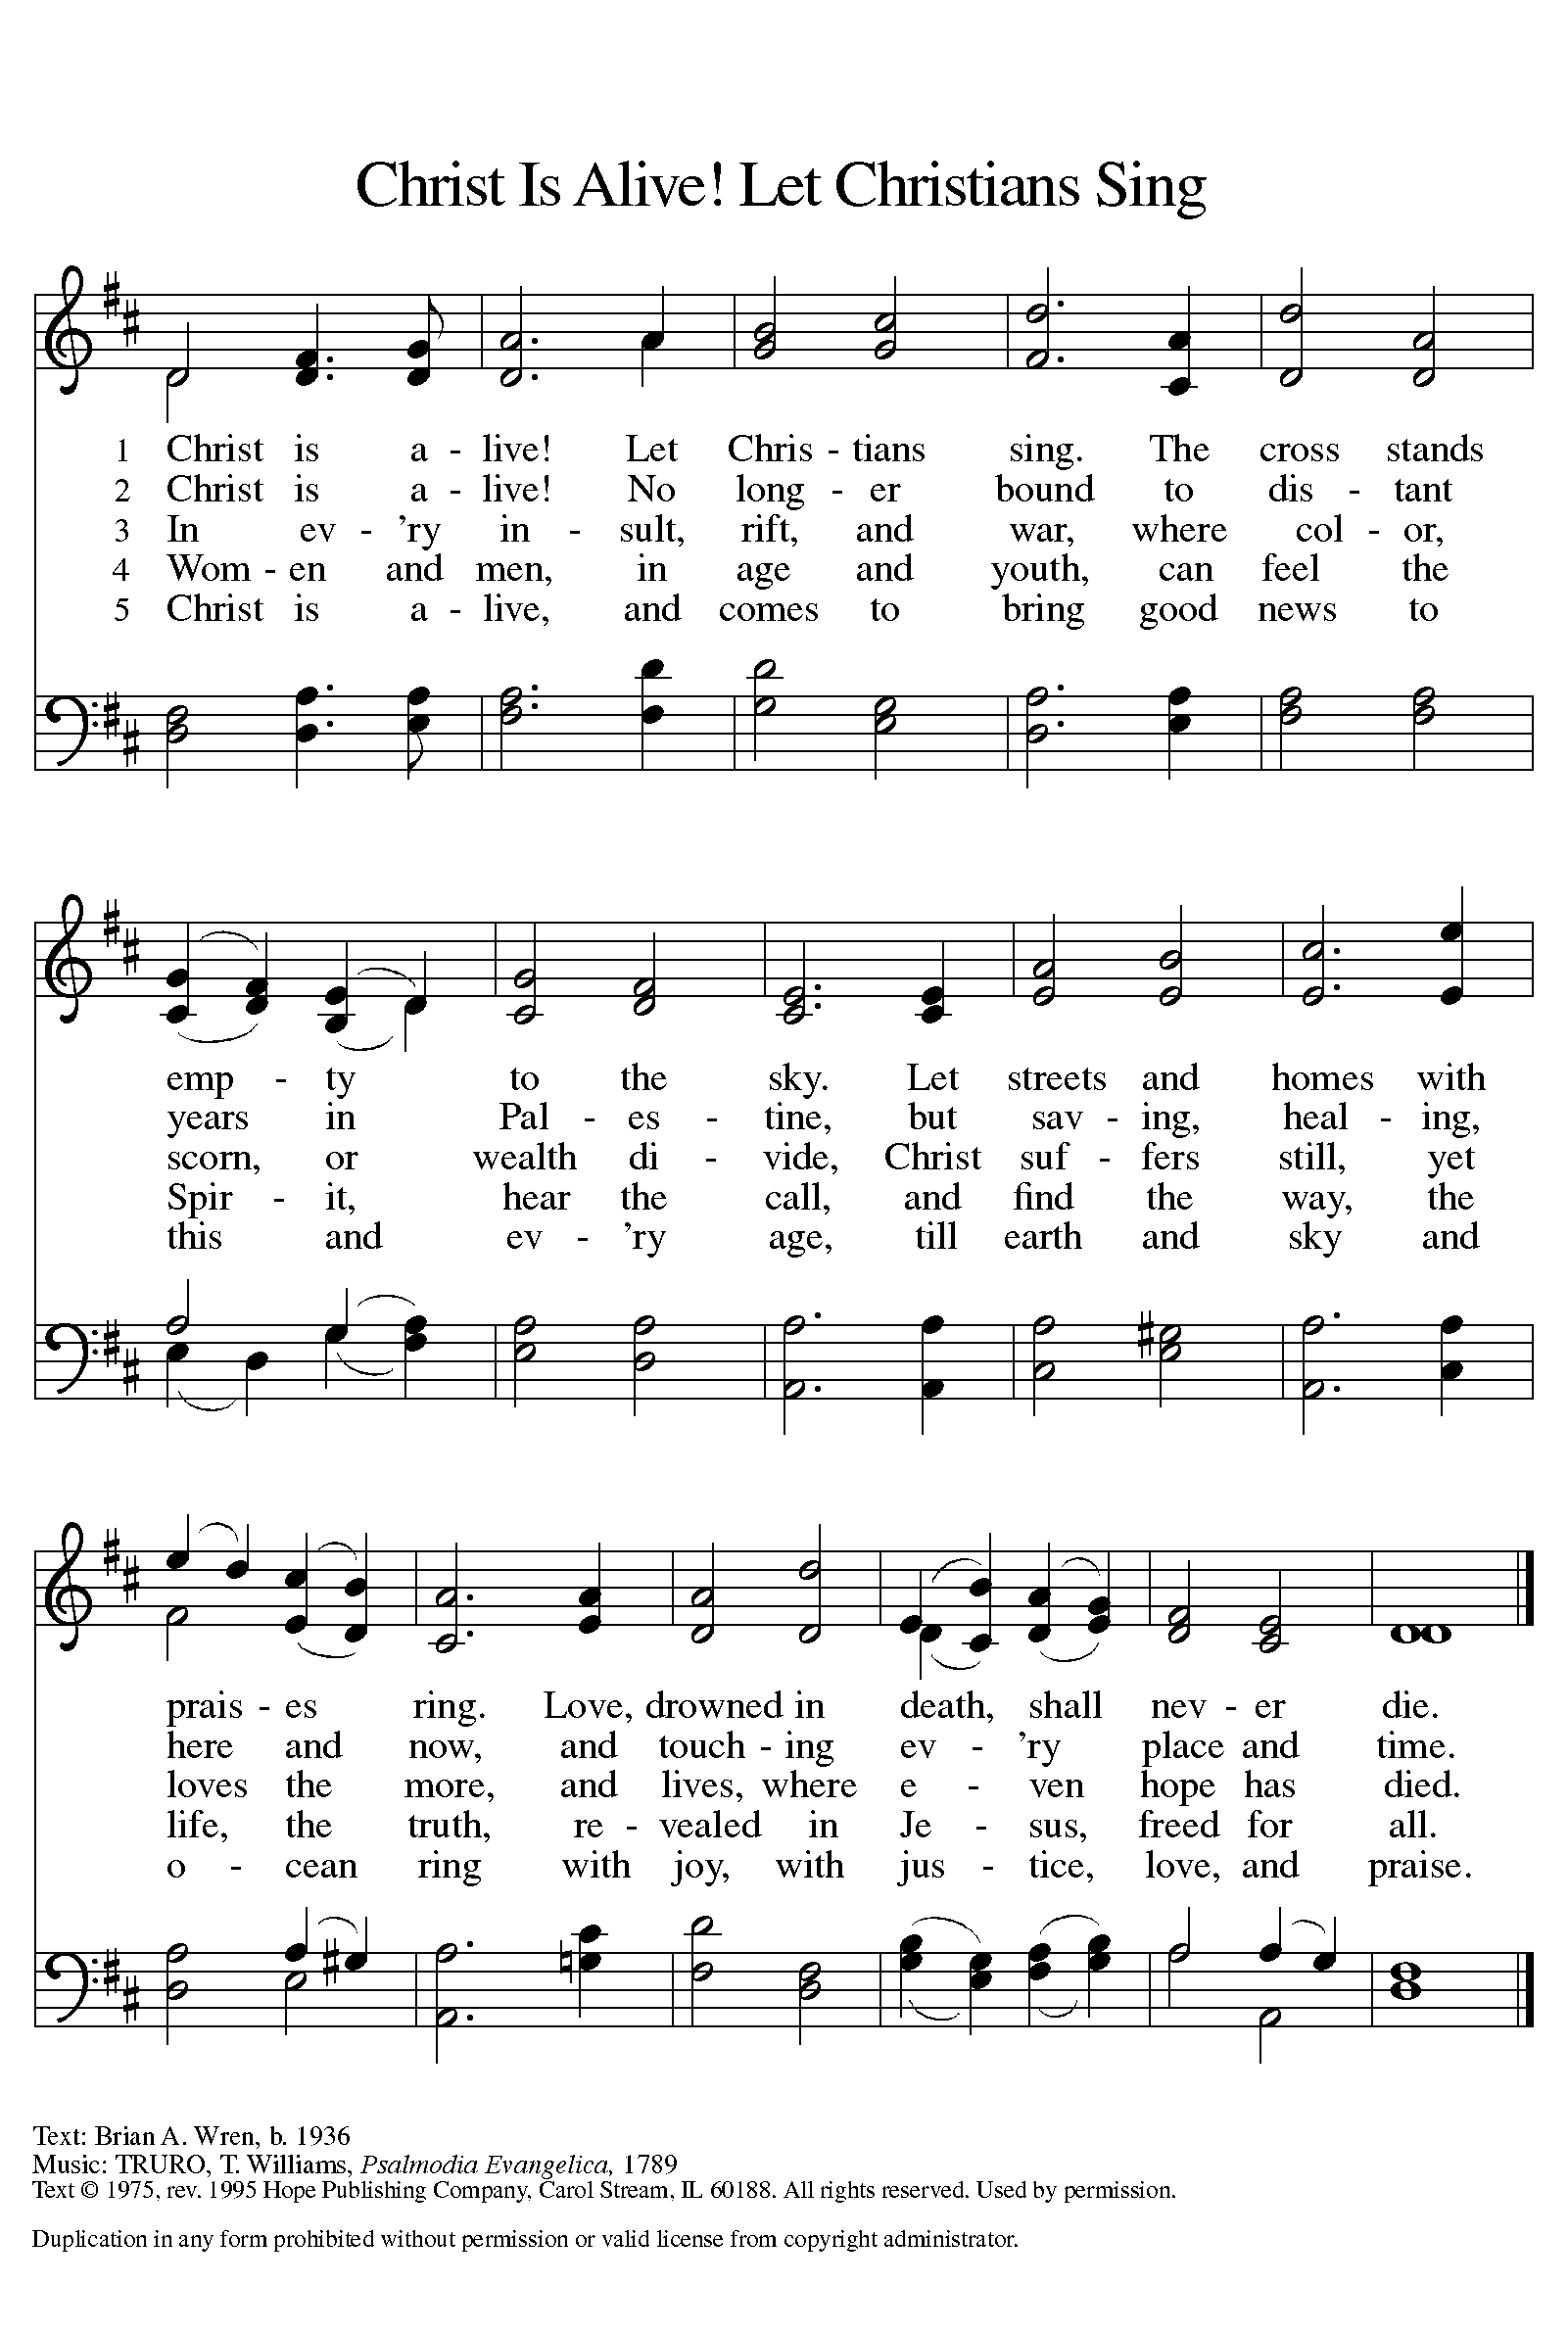 Christ Is Alive! Let Christians Sing
1 Christ is a - live! Let Chris - tians sing. The cross stands
2 Christ is a - live! No long - er bound to dis - tant
3 In ev - 'ry in - sult, rift, and war, where col - or,
4 Wom - en and men, in age and youth, can feel the
5 Christ is a - live, and comes to bring good news to
emp - ty to the sky. Let streets and homes with
years in Pal - es - tine, but sav - ing, heal - ing,
scorn, or wealth di - vide, Christ suf - fers still, yet
Spir - it, hear the call, and find the way, the
this and ev - 'ry age, till earth and sky and
prais - es ring. Love, drowned in death, shall nev - er die.
here and now, and touch - ing ev - 'ry place and time.
loves the more, and lives, where e - ven hope has died.
life, the truth, re - vealed in Je - sus, freed for all.
o - cean ring with joy, with jus - tice, love, and praise.
Text: Brian A. Wren, b. 1936
Music: TRURO, T. Williams, Psalmodia Evangelica, 1789
Text © 1975, rev. 1995 Hope Publishing Company, Carol Stream, IL 60188. All rights reserved. Used by permission.
Duplication in any form prohibited without permission or valid license from copyright administrator.